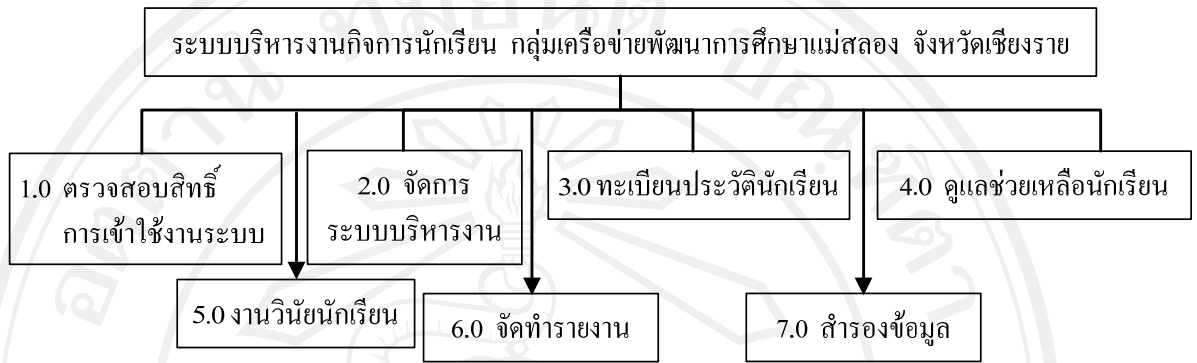 ระบบบริหารงานกิจการนักเรียน กลุ่มเครือข่ายพัฒนาการศึกษาแม่สลอง จังหวัดเชียงราย
1.0 ตรวจสอบสิทธิ์
การเข้าใช้งานระบบ
2.0 จัดการ
ระบบบริหารงาน
3.0 ทะเบียนประวัตินักเรียน
4.0 ดูแลช่วยเหลือนักเรียน
5.0 งานวินัยนักเรียน
6.0 จัดทำรายงาน
7.0 สำรองข้อมูล